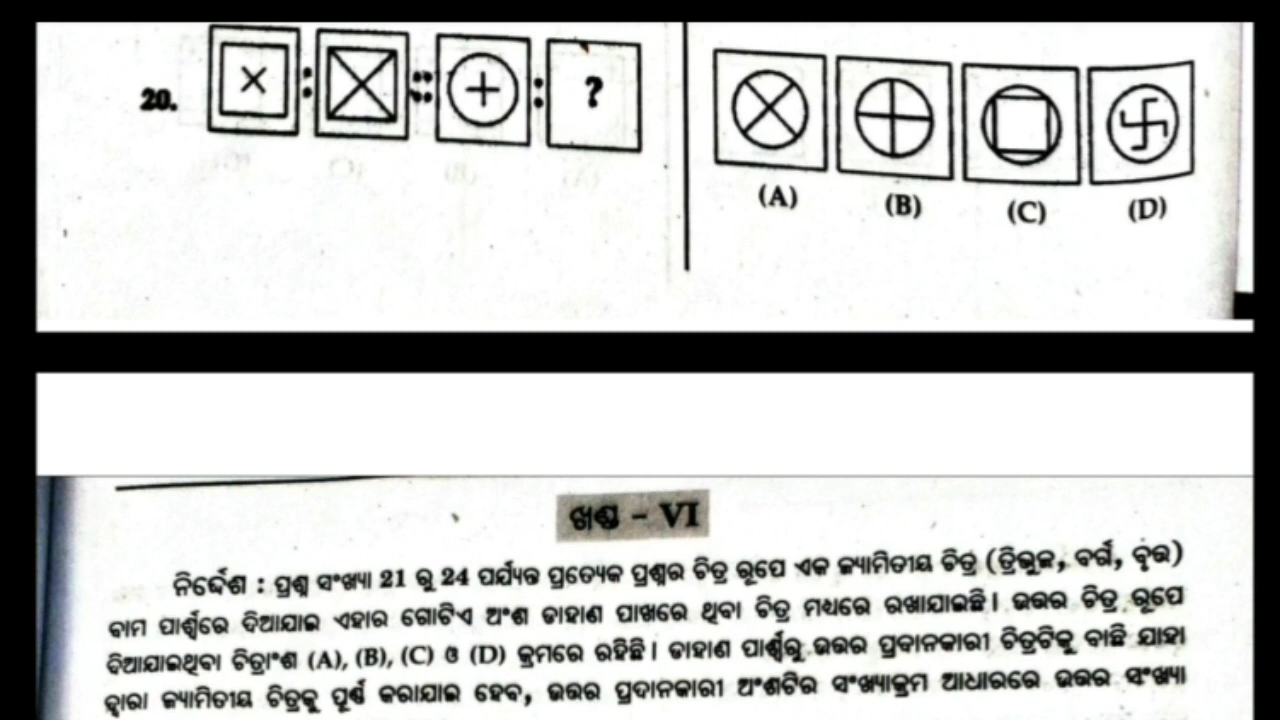 20.
?
(A) (B) (C) (D)
ଖଣ୍ଡ – VI
ନିର୍ଦ୍ଦେଶ : ପ୍ରଶ୍ନ ସଂଖ୍ୟା 21 ରୁ 24 ପର୍ଯ୍ୟନ୍ତ ପ୍ରତ୍ୟେକ ପ୍ରଶ୍ନର ଚିତ୍ର ରୂପେ ଏକ ଜ୍ୟାମିତୀୟ ଚିତ୍ର (ତ୍ରିଭୁଜ, ବର୍ଗ, ବୃତ୍ତ)
ବାମ ପାର୍ଶ୍ୱରେ ଦିଆଯାଇ ଏହାର ଗୋଟିଏ ଅଂଶ ଡାହାଣ ପାଖରେ ଥିବା ଚିତ୍ର ମଧ୍ୟରେ ରଖାଯାଇଛି। ଉତ୍ତର ଚିତ୍ର ରୂପେ
ଦିଆଯାଇଥିବା ଚିତ୍ରାଂଶ (A), (B), (C) ଓ (D) କ୍ରମରେ ରହିଛି। ଡାହାଣ ପାର୍ଶ୍ୱରୁ ଉତ୍ତର ପ୍ରଦାନକାରୀ ଚିତ୍ରଟିକୁ ବାଛି ଯାହା
ଦ୍ୱାରା ଜ୍ୟାମିତୀୟ ଚିତ୍ରକୁ ପୂର୍ଣ୍ଣ କରାଯାଇ ହେବ, ଉତ୍ତର ପ୍ରଦାନକାରୀ ଅଂଶଟିର ସଂଖ୍ୟାକ୍ରମ ଆଧାରରେ ଉତ୍ତର ସଂଖ୍ୟା